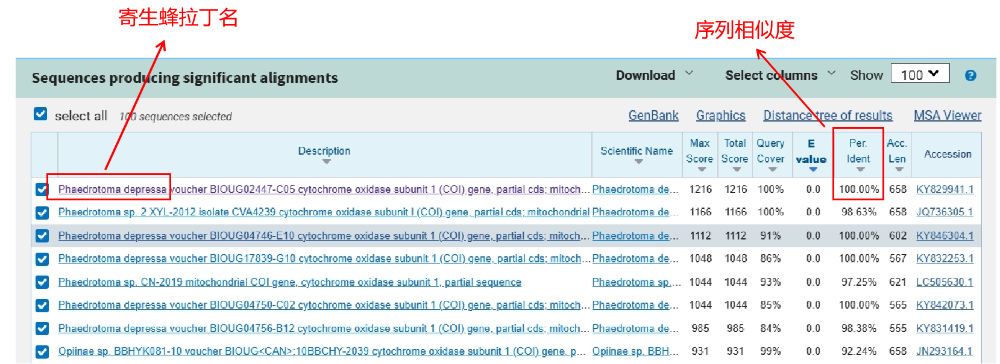 寄生蜂拉丁名
序列相似度
Sequences producing significant alignments Download Select columns Show 100 ?
select all 100 sequences selected GenBank Graphics Distance tree of results MSA Viewer
Description Scientific Name Max Score Total Score Query Cover E value Per. Ident Acc. Len Accession
Phaedrotoma depressa voucher BIOUG02447-C05 cytochrome oxidase subunit 1 (COI) gene, partial cds; mitoch... Phaedrotoma de... 1216 1216 100% 0.0 100.00% 658 KY829941.1
Phaedrotoma sp. 2 XYL-2012 isolate CVA4239 cytochrome oxidase subunit I (COI) gene, partial cds; mitochondrial Phaedrotoma de... 1166 1166 100% 0.0 98.63% 658 JQ736305.1
Phaedrotoma depressa voucher BIOUG04746-E10 cytochrome oxidase subunit 1 (COI) gene, partial cds; mitoch... Phaedrotoma de... 1112 1112 91% 0.0 100.00% 602 KY846304.1
Phaedrotoma depressa voucher BIOUG17839-G10 cytochrome oxidase subunit 1 (COI) gene, partial cds; mitoch... Phaedrotoma de... 1048 1048 86% 0.0 100.00% 567 KY832253.1
Phaedrotoma sp. CN-2019 mitochondrial COI gene, cytochrome oxidase subunit 1, partial sequence Phaedrotoma sp.... 1044 1044 93% 0.0 97.25% 621 LC505630.1
Phaedrotoma depressa voucher BIOUG04750-C02 cytochrome oxidase subunit 1 (COI) gene, partial cds; mitoch... Phaedrotoma de... 1044 1044 85% 0.0 100.00% 565 KY842073.1
Phaedrotoma depressa voucher BIOUG04756-B12 cytochrome oxidase subunit 1 (COI) gene, partial cds; mitoch... Phaedrotoma de... 985 985 84% 0.0 98.38% 555 KY831419.1
Opiinae sp. BBHYK081-10 voucher BIOUG<CAN>:10BBCHY-2039 cytochrome oxidase subunit 1 (COI) gene, p... Opiinae sp. BBH... 931 931 99% 0.0 92.24% 658 JN293164.1